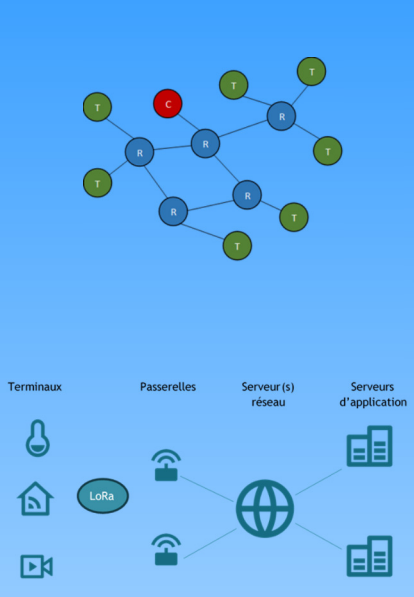 T
T
T
C
R
R
R
T
T
R
R
T
T
Terminaux
Passerelles
Serveur(s)
réseau
Serveurs
d'application
LoRa